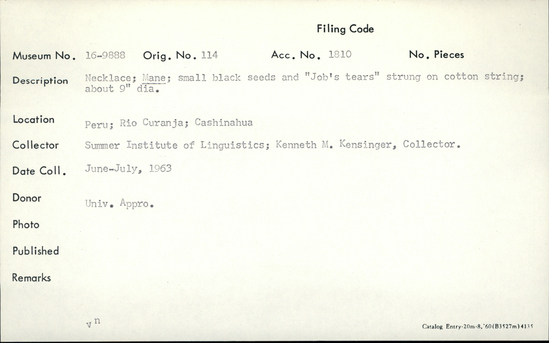 Filing Code
Museum No. 16-9888 Orig. No. 114 Acc. No. 1810 No. Pieces
Description Necklace; Mane; small black seeds and "Job's tears" strung on cotton string;
about 9" dia.
Location Peru; Rio Curanja; Cashinahua
Collector Summer Institute of Linguistics; Kenneth M. Kensinger, Collector.
Date Coll. June-July, 1963
Donor Univ. Appro.
Photo
Published
Remarks
vn
Catalog Entry-20m-8,'60